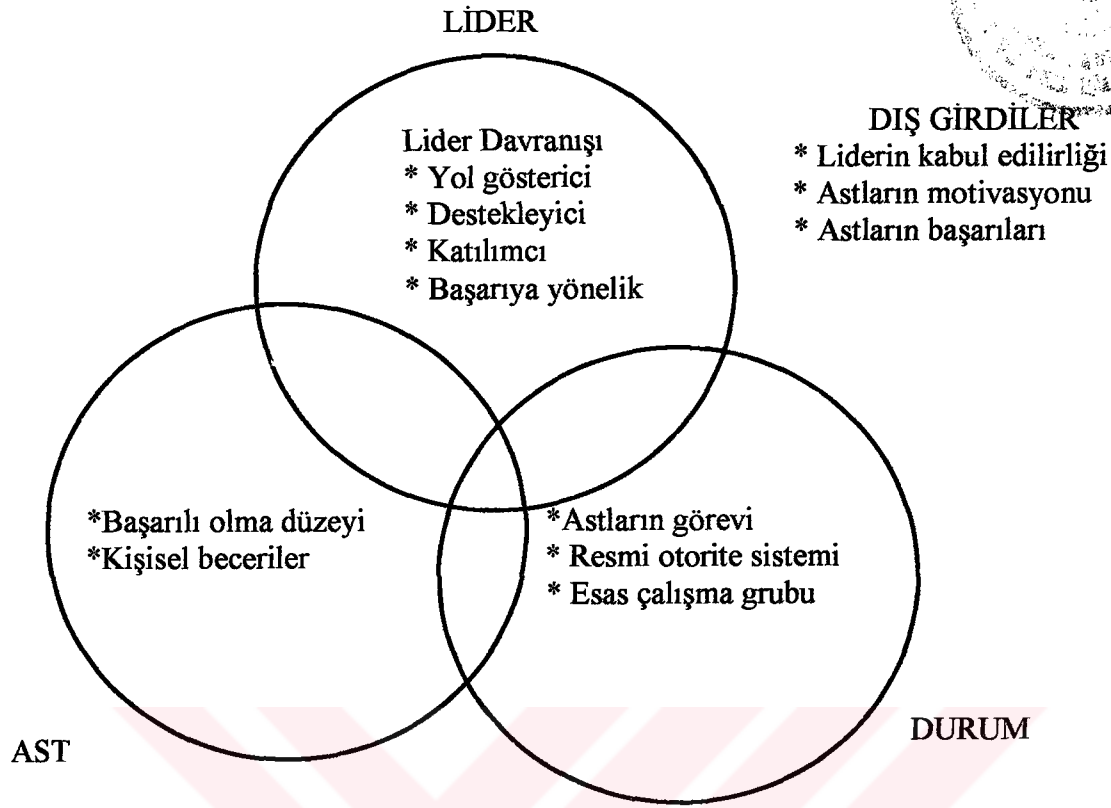 LİDER
Lider Davranışı
* Yol gösterici
* Destekleyici
* Katılımcı
* Başarıya yönelik
DIŞ GİRDİLER
* Liderin kabul edilirliği
* Astların motivasyonu
* Astların başarıları
*Başarılı olma düzeyi
*Kişisel beceriler
*Astların görevi
* Resmi otorite sistemi
* Esas çalışma grubu
AST
DURUM